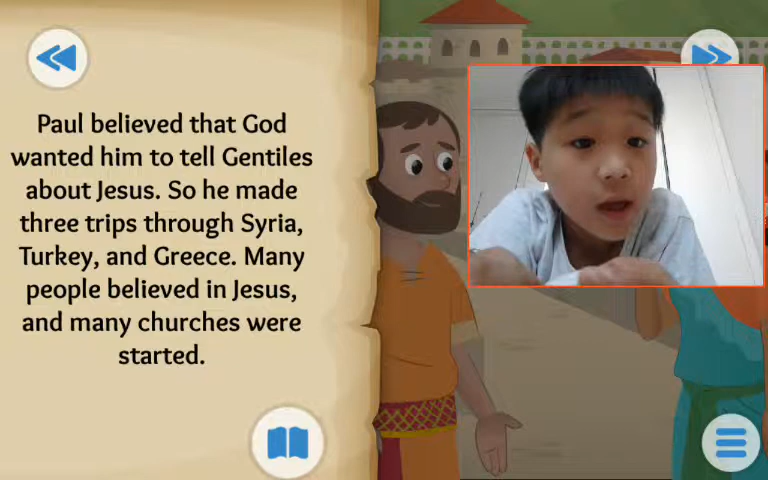 Paul believed that God
wanted him to tell Gentiles
about Jesus. So he made
three trips through Syria,
Turkey, and Greece. Many
people believed in Jesus,
and many churches were
started.